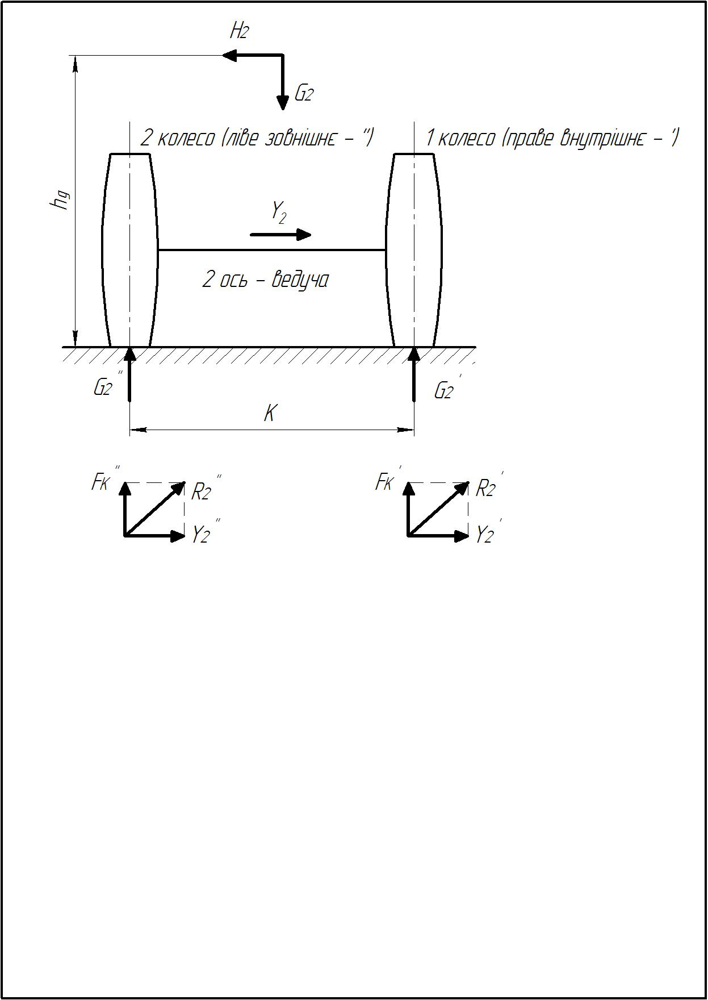 H2
G2
2 колесо (ліве зовнішнє - ")
1 колесо (праве внутрішнє - ')
hg
Y2
2 ось - ведуча
G2"
G2'
K
Fк"
R2"
Y2"
Fк'
R2'
Y2'